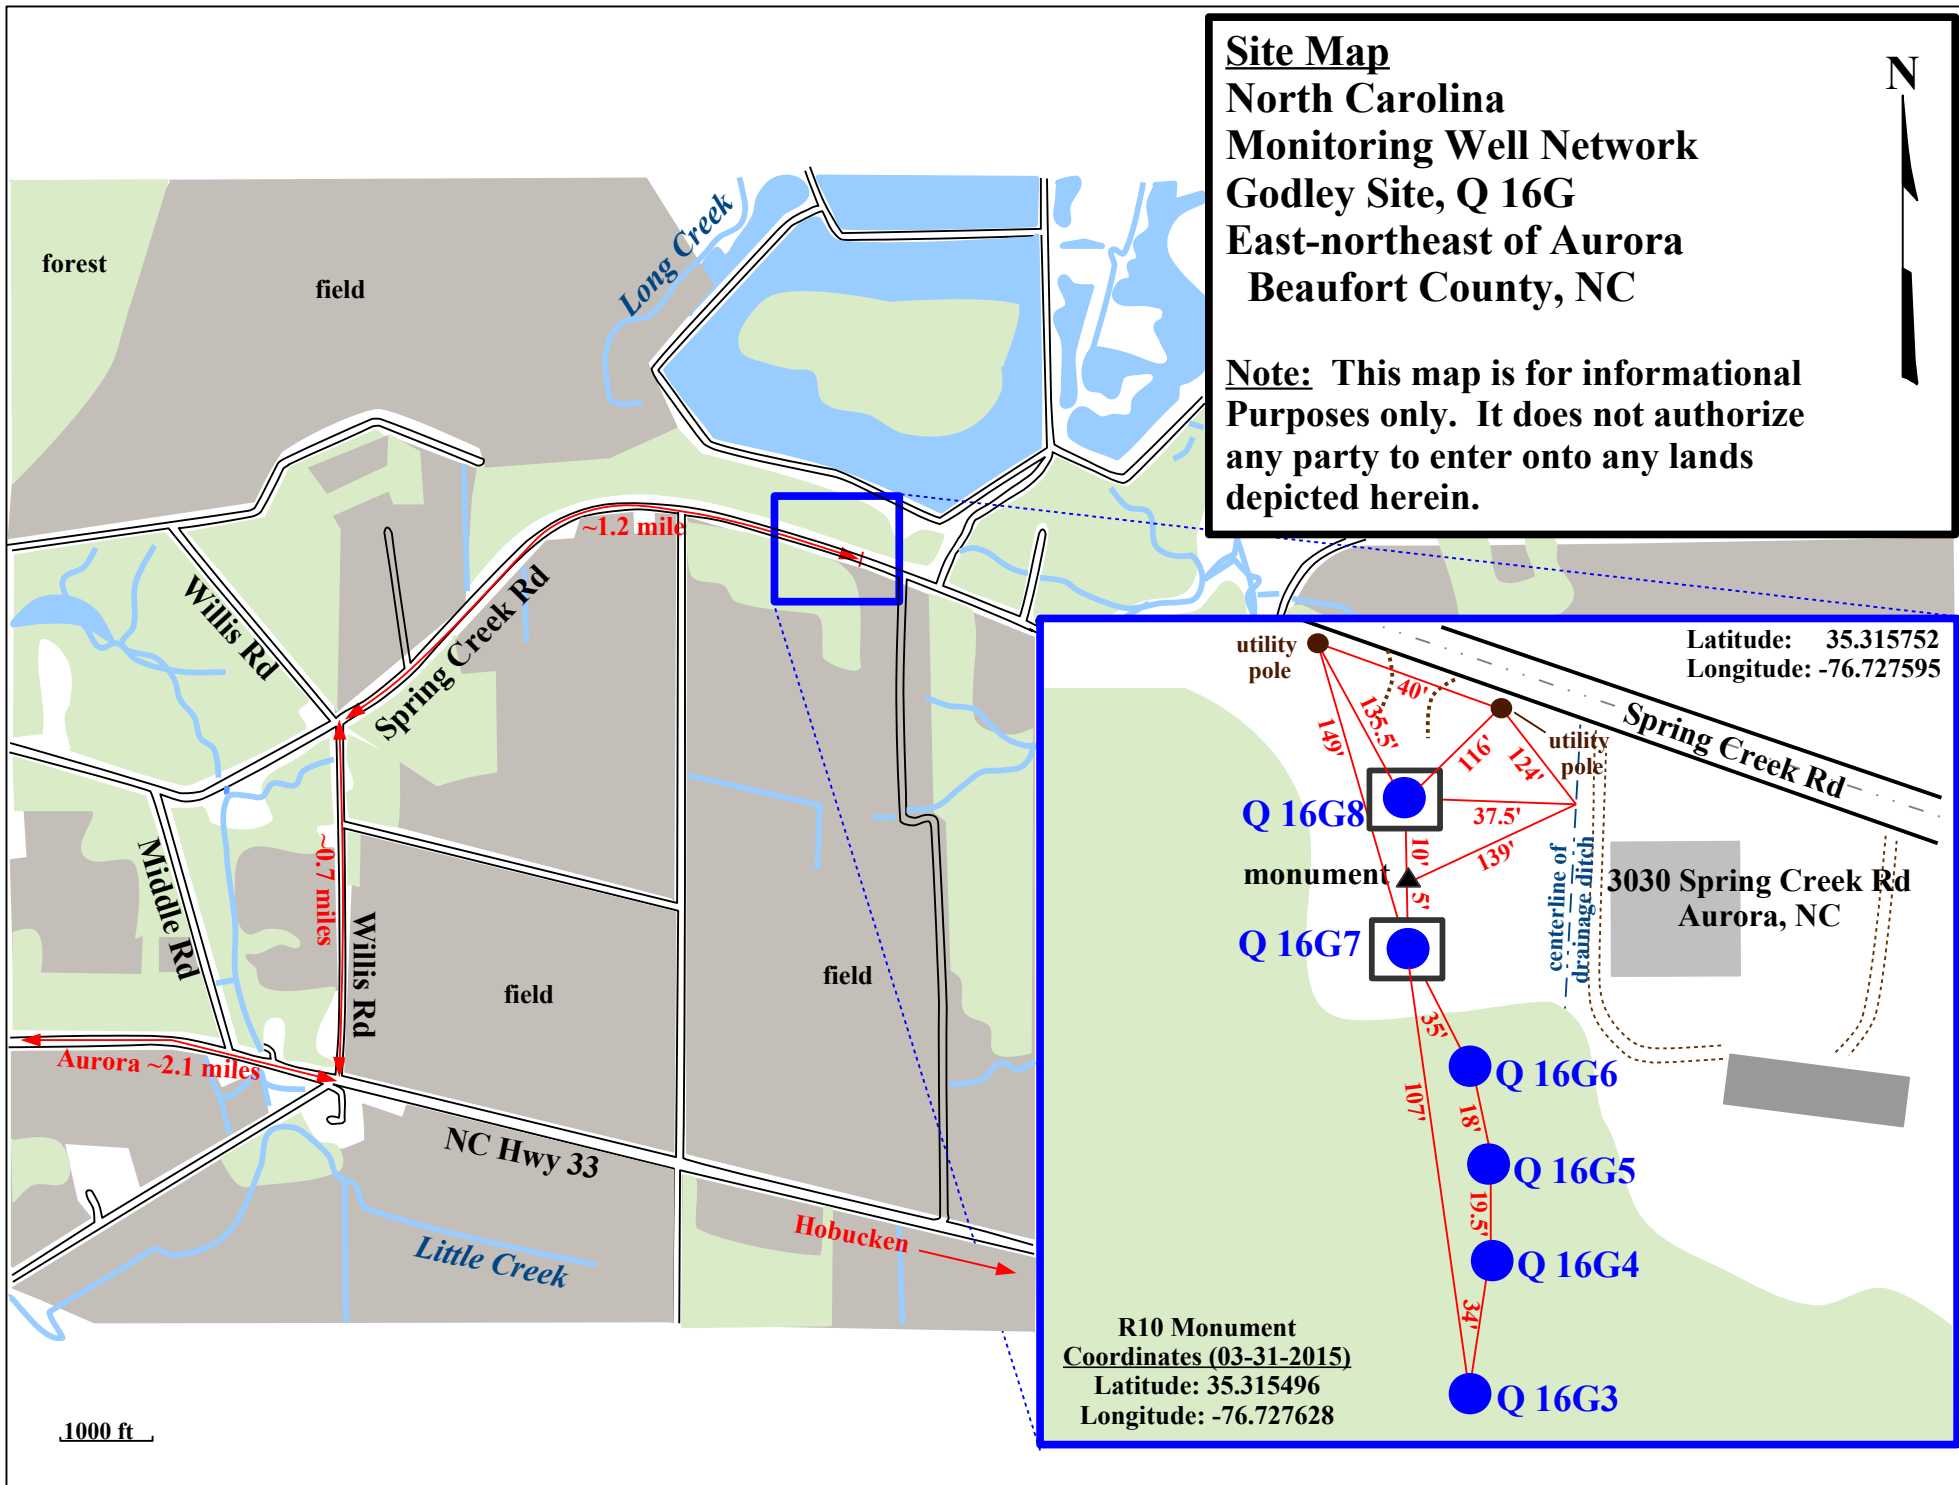 Site Map
North Carolina
Monitoring Well Network
Godley Site, Q 16G
East-northeast of Aurora
Beaufort County, NC
Note: This map is for informational
Purposes only. It does not authorize
any party to enter onto any lands
depicted herein.
N
forest
field
Long Creek
~1.2 mile
Willis Rd
Spring Creek Rd
Middle Rd
~0.7 miles
Willis Rd
field
field
Aurora ~2.1 miles
NC Hwy 33
Little Creek
Hobucken
1000 ft
utility
pole
Latitude: 35.315752
Longitude: -76.727595
40'
135.5'
149'
116'
124'
utility
pole
Spring Creek Rd
Q 16G8
37.5'
10'
139'
monument
5'
3030 Spring Creek Rd
Aurora, NC
centerline of
drainage ditch
Q 16G7
35'
107'
Q 16G6
18'
Q 16G5
19.5'
Q 16G4
34'
Q 16G3
R10 Monument
Coordinates (03-31-2015)
Latitude: 35.315496
Longitude: -76.727628